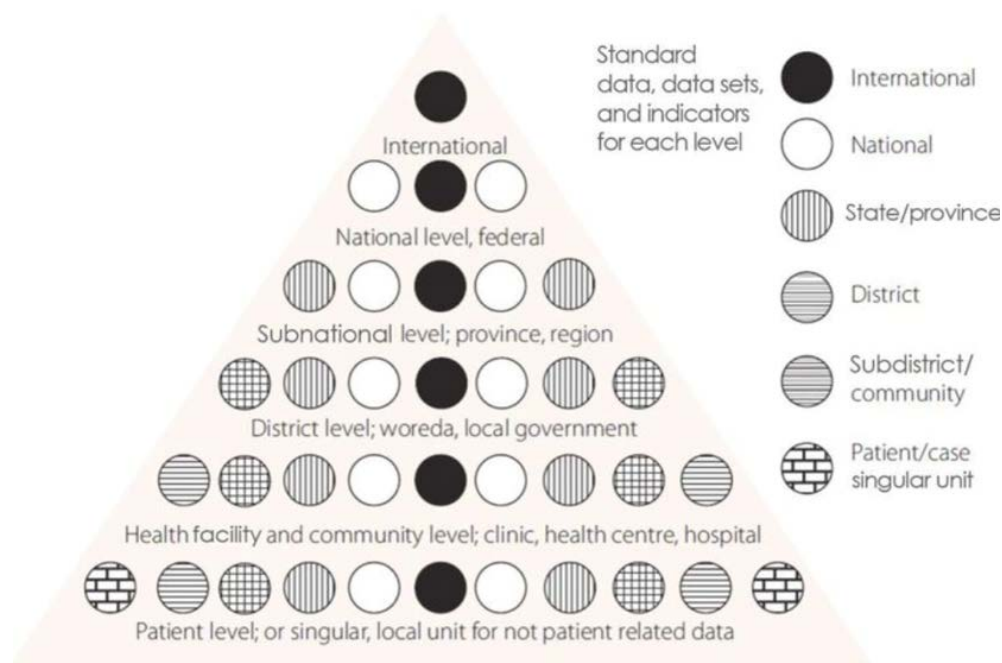 Standard
data, data sets,
and indicators
for each level
International
National
State/province
District
Subdistrict/
community
Patient/case
singular unit
International
National level, federal
Subnational level; province, region
District level; woreda, local government
Health facility and community level; clinic, health centre, hospital
Patient level; or singular, local unit for not patient related data